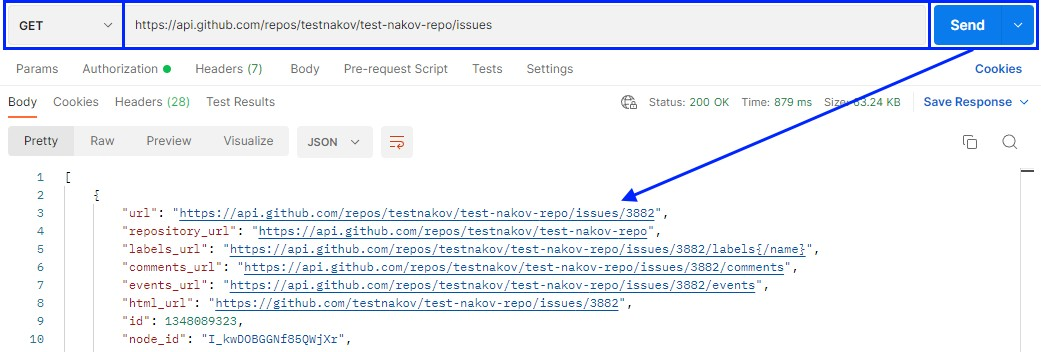 GET https://api.github.com/repos/testnakov/test-nakov-repo/issues Send
Params Authorization Headers (7) Body Pre-request Script Tests Settings Cookies
Body Cookies Headers (28) Test Results Status: 200 OK Time: 879 ms Size: 63.24 KB Save Response
Pretty Raw Preview Visualize JSON
1 [
2 {
3 "url": "https://api.github.com/repos/testnakov/test-nakov-repo/issues/3882",
4 "repository_url": "https://api.github.com/repos/testnakov/test-nakov-repo",
5 "labels_url": "https://api.github.com/repos/testnakov/test-nakov-repo/issues/3882/labels{/name}",
6 "comments_url": "https://api.github.com/repos/testnakov/test-nakov-repo/issues/3882/comments",
7 "events_url": "https://api.github.com/repos/testnakov/test-nakov-repo/issues/3882/events",
8 "html_url": "https://github.com/testnakov/test-nakov-repo/issues/3882",
9 "id": 1348089323,
10 "node_id": "I_kwDOBGGNf85QWjXr",